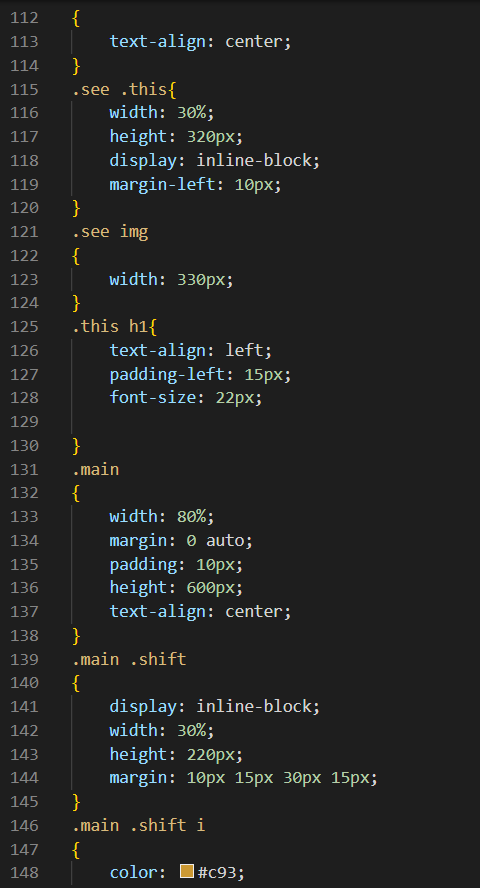 112 {
113     text-align: center;
114 }
115 .see .this{
116     width: 30%;
117     height: 320px;
118     display: inline-block;
119     margin-left: 10px;
120 }
121 .see img
122 {
123     width: 330px;
124 }
125 .this h1{
126     text-align: left;
127     padding-left: 15px;
128     font-size: 22px;
129
130 }
131 .main
132 {
133     width: 80%;
134     margin: 0 auto;
135     padding: 10px;
136     height: 600px;
137     text-align: center;
138 }
139 .main .shift
140 {
141     display: inline-block;
142     width: 30%;
143     height: 220px;
144     margin: 10px 15px 30px 15px;
145 }
146 .main .shift i
147 {
148     color: #c93;